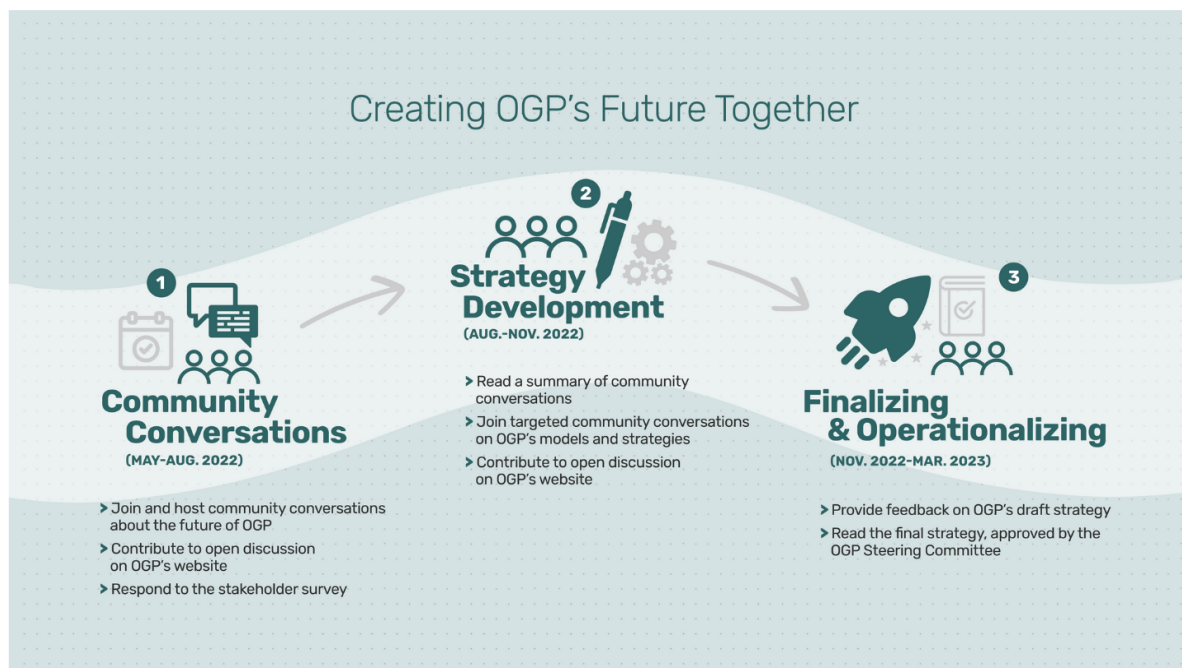 Creating OGP's Future Together
1
Community
Conversations
(MAY-AUG. 2022)
> Join and host community conversations
about the future of OGP
> Contribute to open discussion
on OGP's website
> Respond to the stakeholder survey
2
Strategy
Development
(AUG.-NOV. 2022)
> Read a summary of community
conversations
> Join targeted community conversations
on OGP's models and strategies
> Contribute to open discussion
on OGP's website
3
Finalizing
& Operationalizing
(NOV. 2022-MAR. 2023)
> Provide feedback on OGP's draft strategy
> Read the final strategy, approved by the
OGP Steering Committee